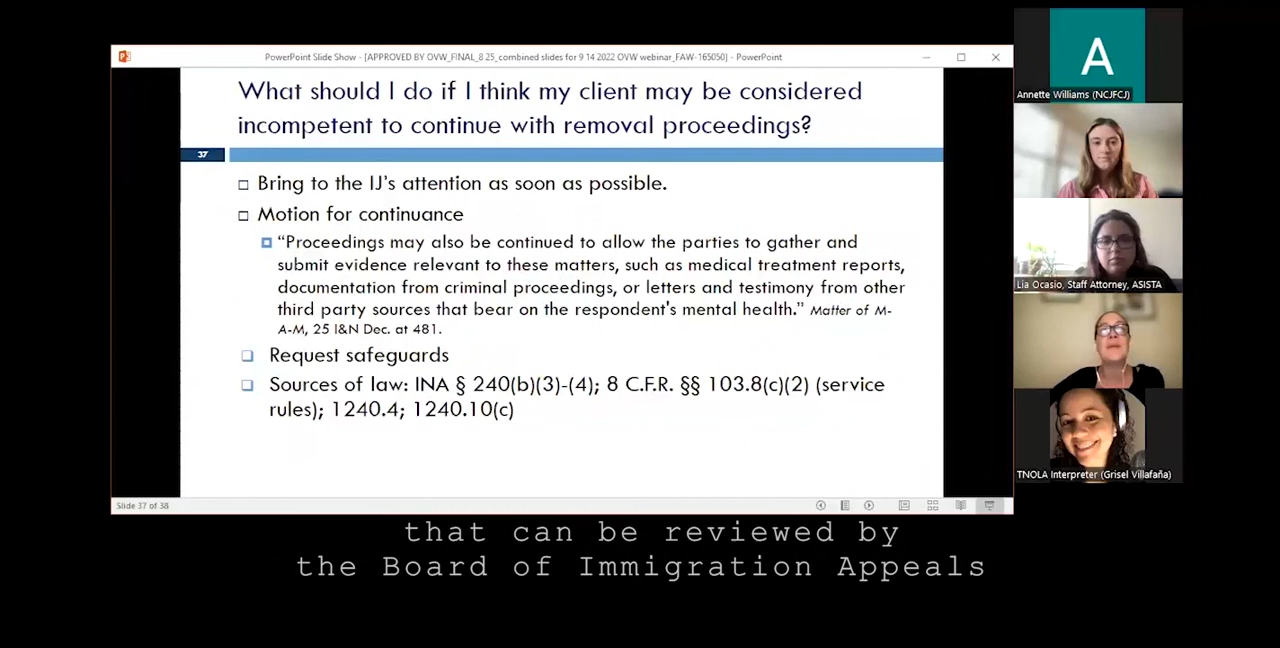 PowerPoint Slide Show - [APPROVED BY OVW_FINAL_8 25_combined slides for 9 14 2022 OVW webinar_FAW-165050] - PowerPoint
What should I do if I think my client may be considered
incompetent to continue with removal proceedings?
37
Bring to the IJ's attention as soon as possible.
Motion for continuance
"Proceedings may also be continued to allow the parties to gather and
submit evidence relevant to these matters, such as medical treatment reports,
documentation from criminal proceedings, or letters and testimony from other
third party sources that bear on the respondent's mental health." Matter of M-
A-M, 25 I&N Dec. at 481.
Request safeguards
Sources of law: INA § 240(b)(3)-(4); 8 C.F.R. §§ 103.8(c)(2) (service
rules); 1240.4; 1240.10(c)
Slide 37 of 38
A
Annette Williams (NCJFCJ)
Lia Ocasio, Staff Attorney, ASISTA
TNOLA Interpreter (Grisel Villafaña)
that can be reviewed by
the Board of Immigration Appeals